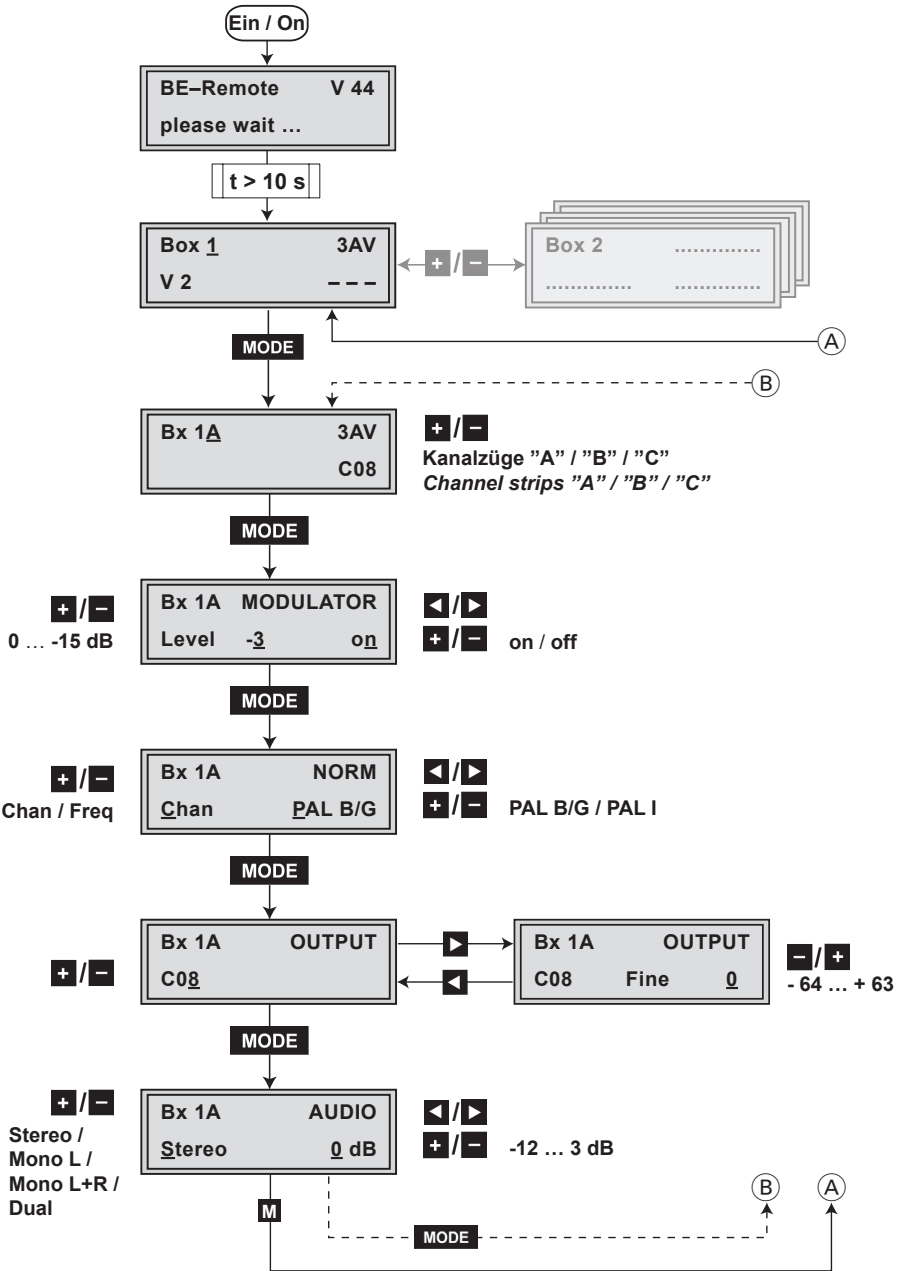 Ein / On
BE–Remote V 44
please wait ...
t > 10 s
Box 1 3AV
V 2 – – –
+ / –
Box 2 ..............
.............. ..............
A
MODE
B
Bx 1A 3AV
C08
+ / –
Kanalzüge ”A” / ”B” / ”C”
Channel strips ”A” / ”B” / ”C”
MODE
+ / –
0 ... -15 dB
Bx 1A MODULATOR
Level -3 on
◄ / ►
+ / – on / off
MODE
+ / –
Chan / Freq
Bx 1A NORM
Chan PAL B/G
◄ / ►
+ / – PAL B/G / PAL I
MODE
+ / –
Bx 1A OUTPUT
C08
►
◄
Bx 1A OUTPUT
C08 Fine 0
– / +
- 64 ... + 63
MODE
+ / –
Stereo /
Mono L /
Mono L+R /
Dual
Bx 1A AUDIO
Stereo 0 dB
◄ / ►
+ / – -12 ... 3 dB
B A
M
MODE